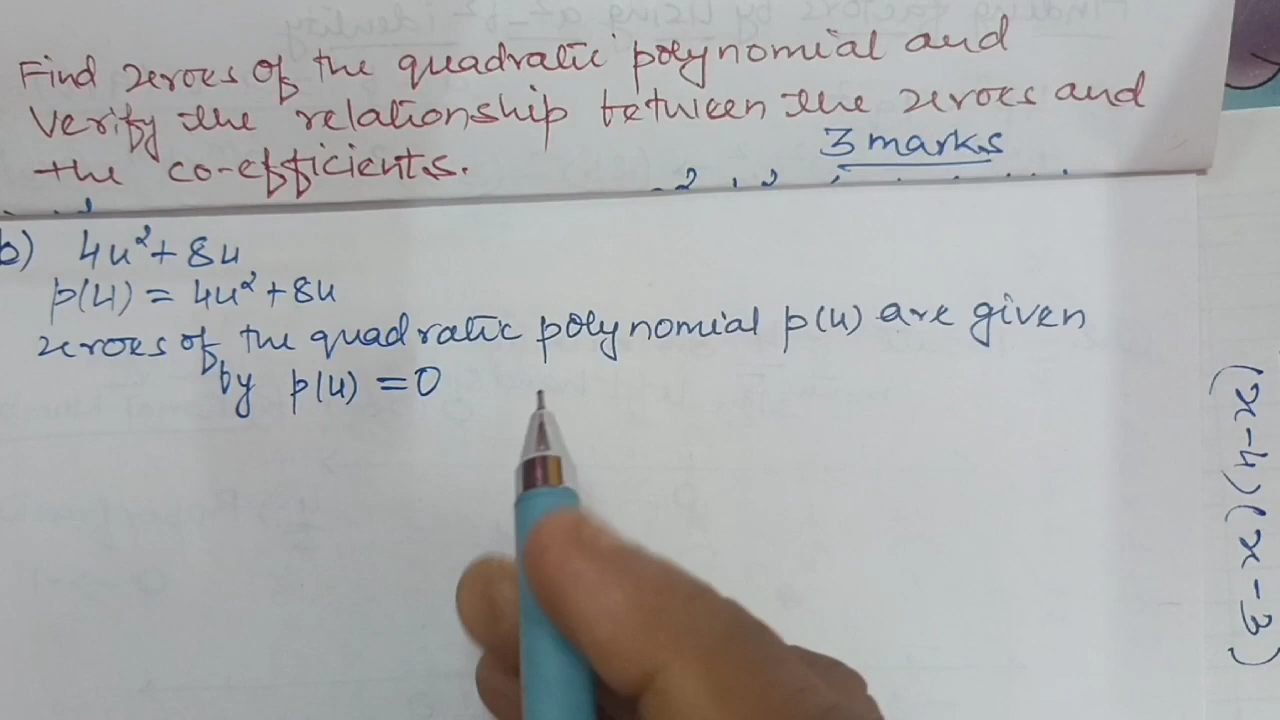 Find zeroes of the quadratic polynomial and
Verify the relationship between the zeroes and
the co-efficients.
3 marks
b) 4u²+8u
p(u) = 4u²+8u
zeroes of the quadratic polynomial p(u) are given
by p(u) = 0
(x-4)(x-3)